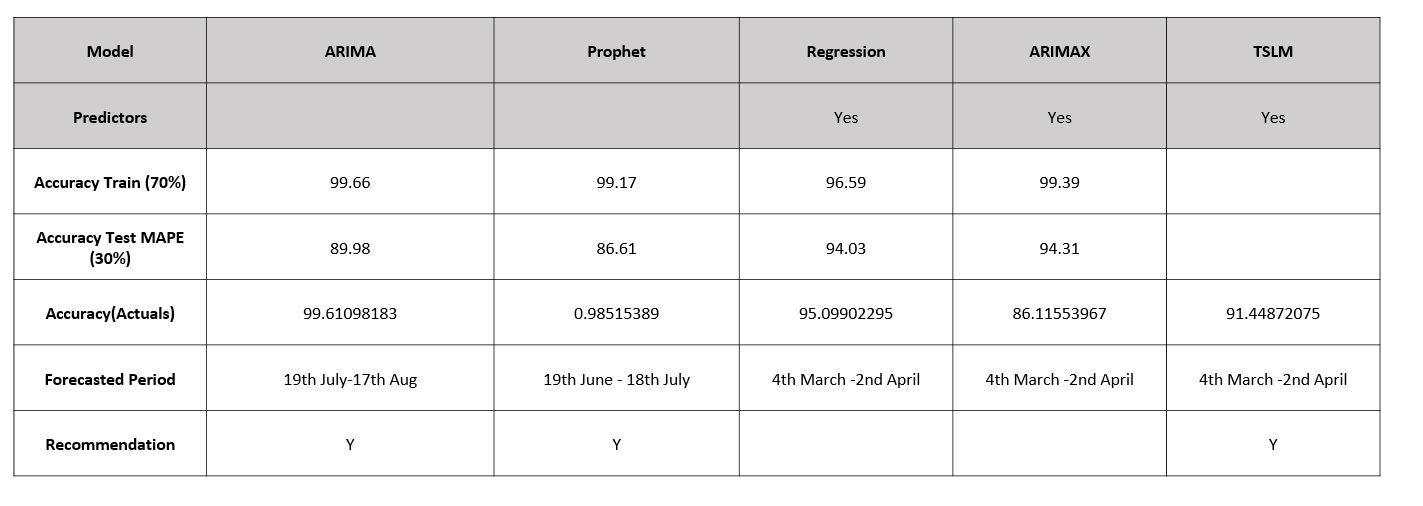 Model ARIMA Prophet Regression ARIMAX TSLM
Predictors Yes Yes Yes
Accuracy Train (70%) 99.66 99.17 96.59 99.39
Accuracy Test MAPE
(30%) 89.98 86.61 94.03 94.31
Accuracy(Actuals) 99.61098183 0.98515389 95.09902295 86.11553967 91.44872075
Forecasted Period 19th July-17th Aug 19th June - 18th July 4th March -2nd April 4th March -2nd April 4th March -2nd April
Recommendation Y Y Y